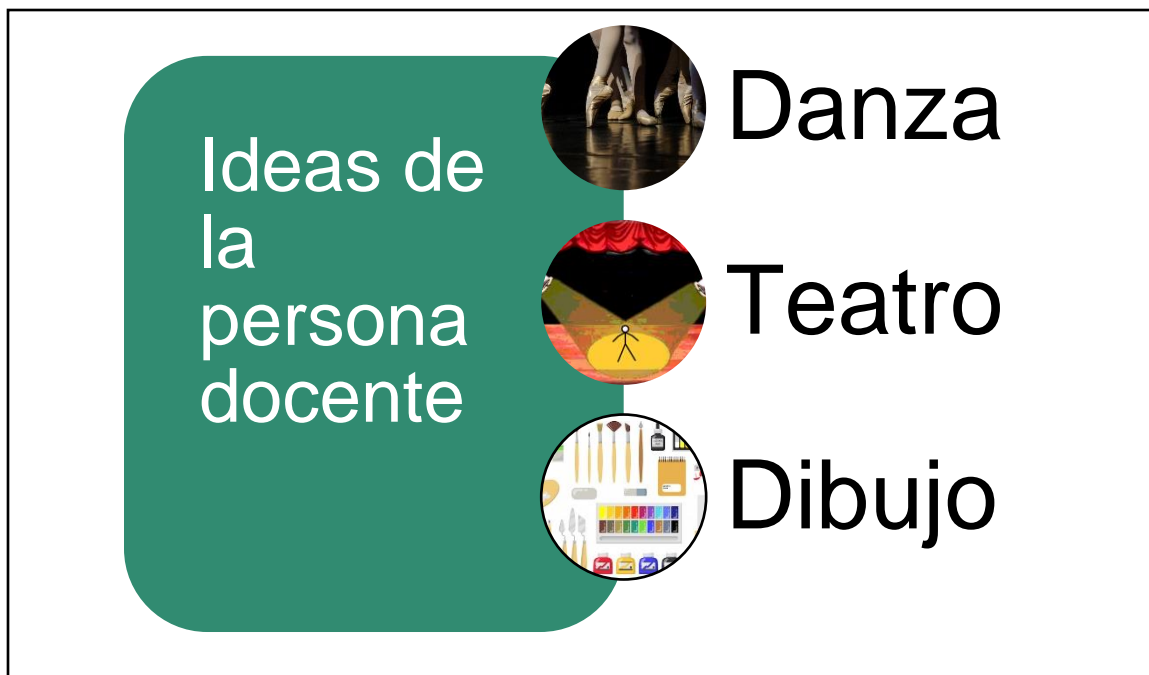 Ideas de
la
persona
docente
Danza
Teatro
Dibujo